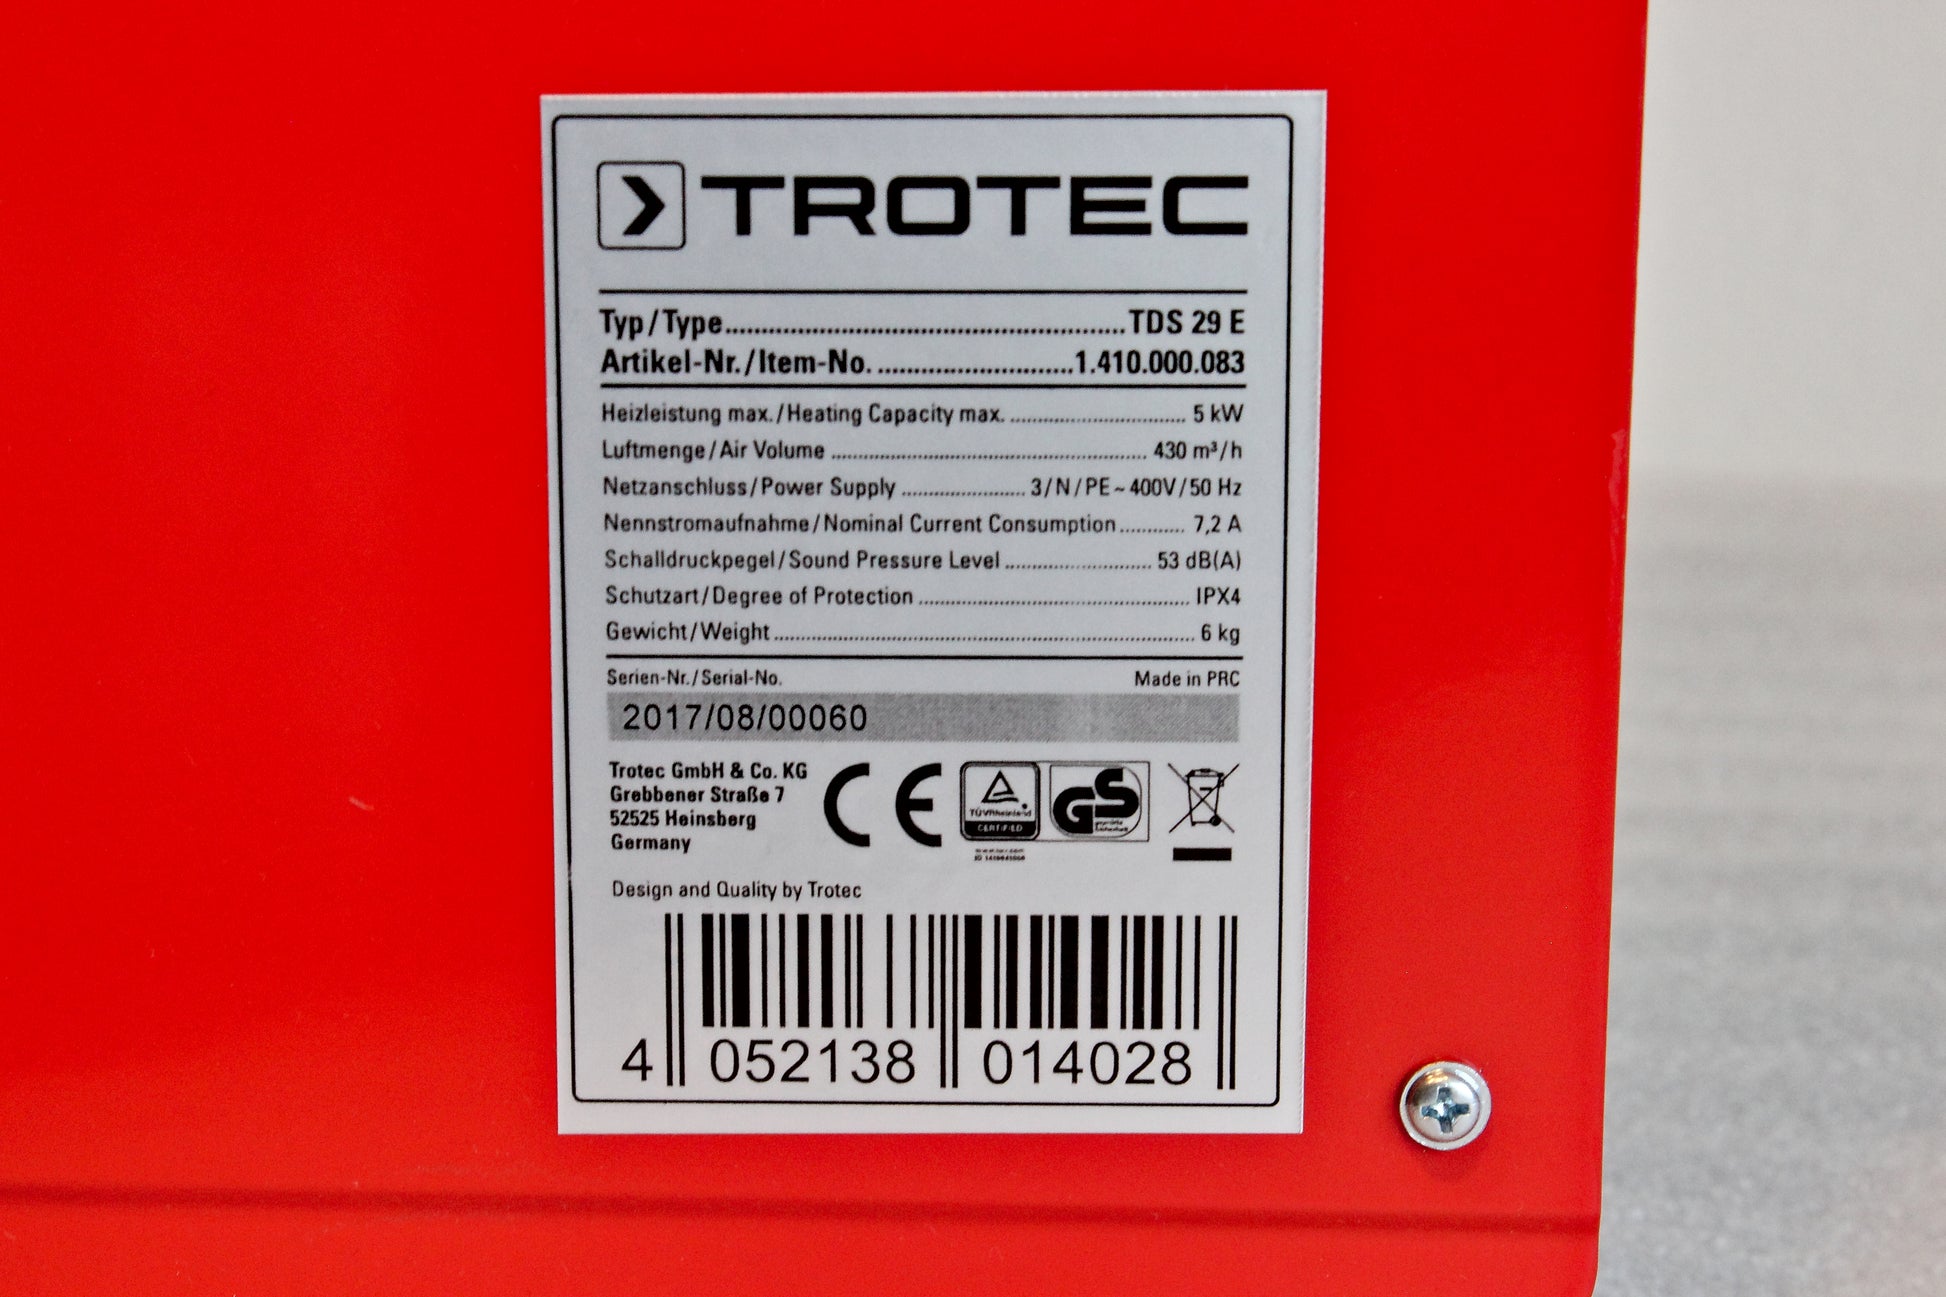 TROTEC
Typ/Type................................................TDS 29 E
Artikel-Nr./Item-No. ...........................1.410.000.083
Heizleistung max./Heating Capacity max. .............................. 5 kW
Luftmenge/Air Volume ...................................................... 430 m³/h
Netzanschluss/Power Supply ....................... 3/N/PE~400V/50 Hz
Nennstromaufnahme/Nominal Current Consumption............ 7,2 A
Schalldruckpegel/Sound Pressure Level ........................... 53 dB(A)
Schutzart/Degree of Protection .................................................. IPX4
Gewicht/Weight .............................................................................. 6 kg
Serien-Nr./Serial-No. Made in PRC
2017/08/00060
Trotec GmbH & Co. KG
Grebbener Straße 7
52525 Heinsberg
Germany
CE
TÜVRheinland
CERTIFIED
GS
geprüfte
Sicherheit
Design and Quality by Trotec
4 052138 014028